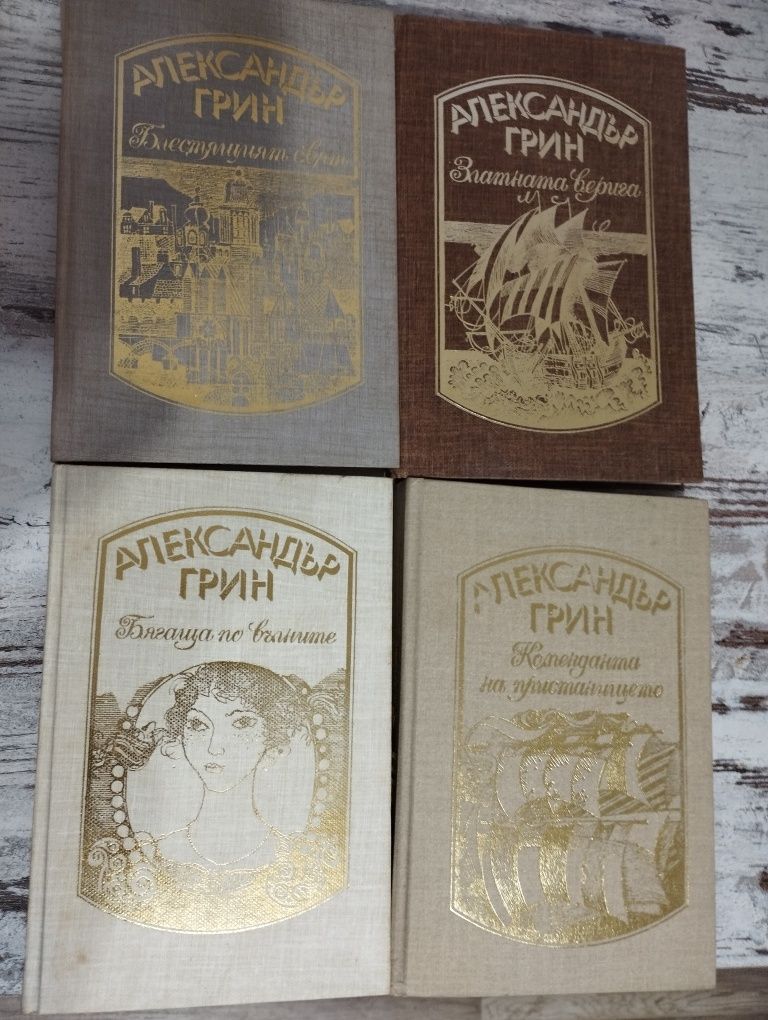 АЛЕКСАНДЪР
ГРИН
Блестящият свят
АЛЕКСАНДЪР
ГРИН
Златната верига
АЛЕКСАНДЪР
ГРИН
Бягаща по вълните
АЛЕКСАНДЪР
ГРИН
Коменданта
на пристанището